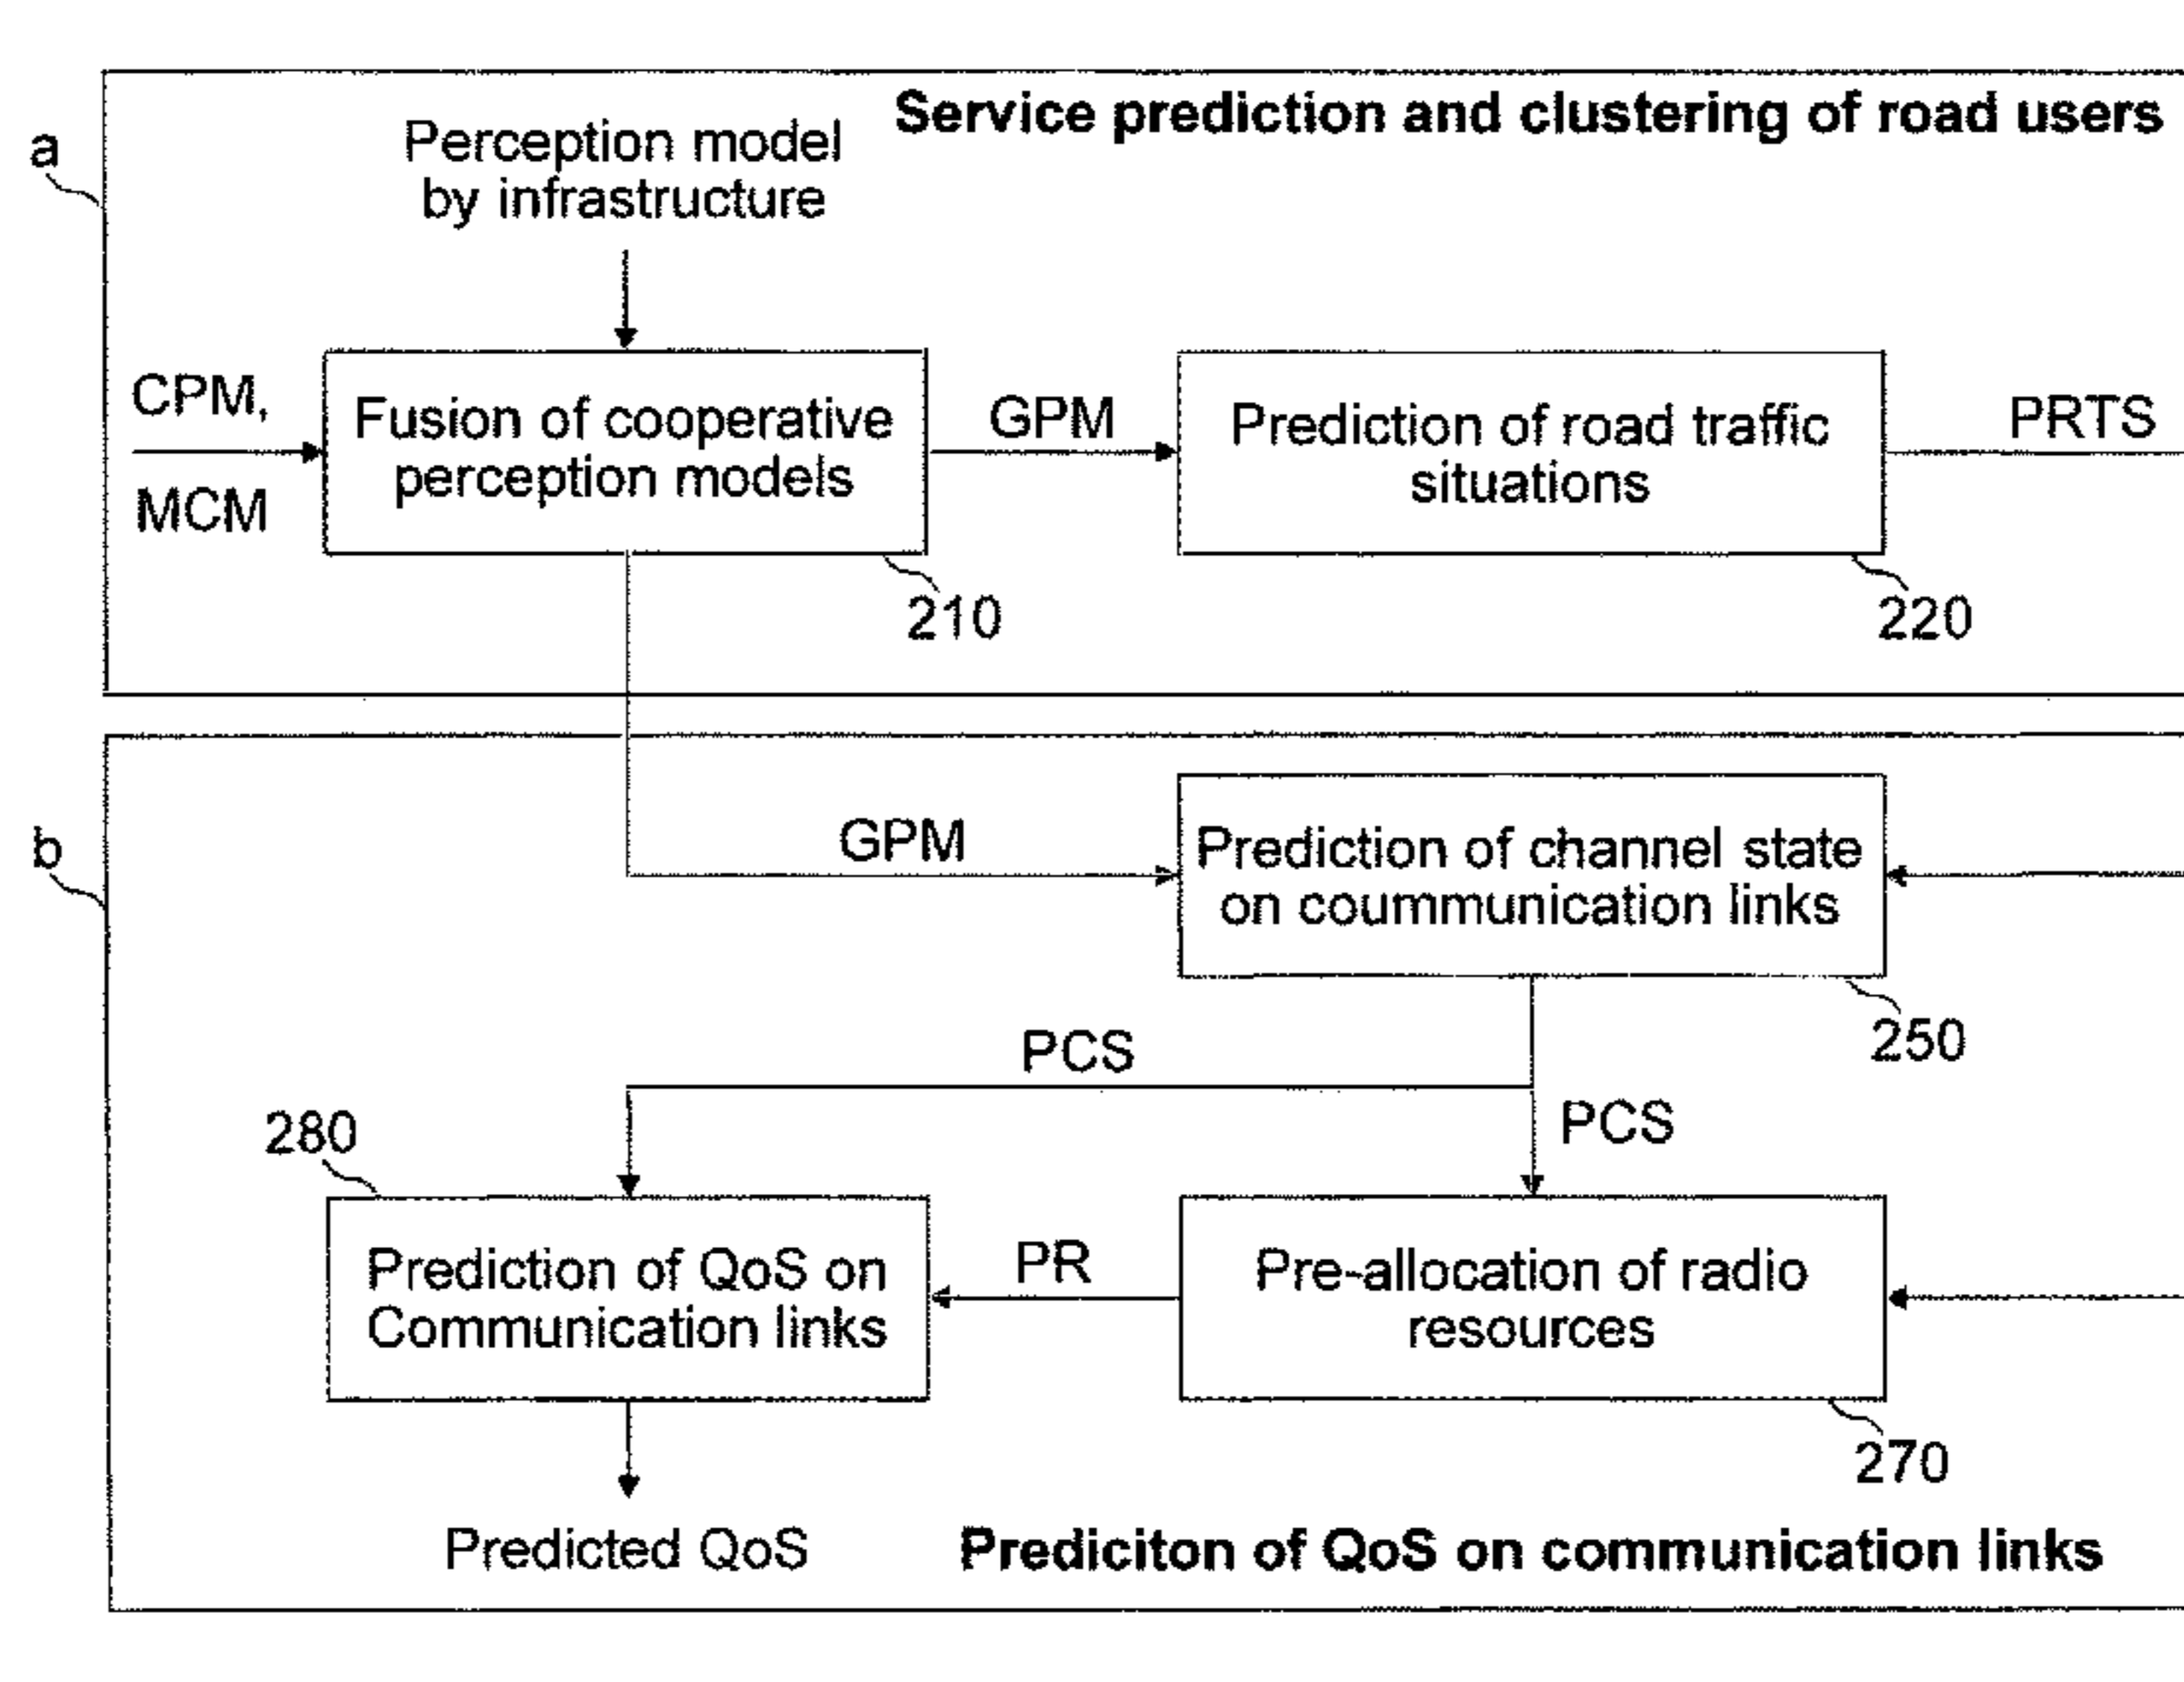 Service prediction and clustering of road users
a
Perception model
by infrastructure
CPM,
MCM
Fusion of cooperative
perception models
GPM
Prediction of road traffic
situations
PRTS
210
220
b
GPM
Prediction of channel state
on coummunication links
250
PCS
PCS
280
Prediction of QoS on
Communication links
PR
Pre-allocation of radio
resources
270
Predicted QoS
Prediciton of QoS on communication links